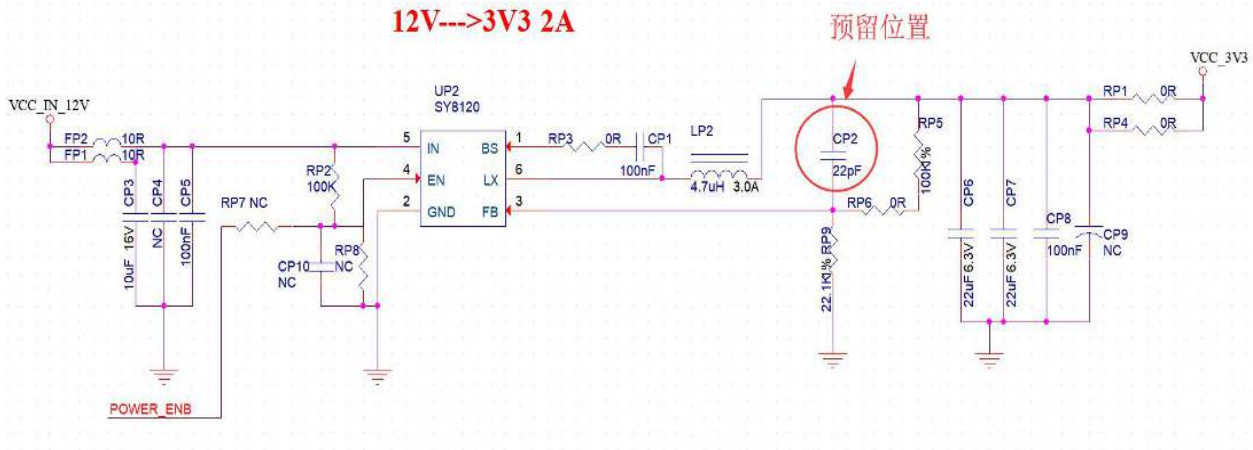 12V--->3V3 2A
预留位置
VCC_3V3
VCC_IN_12V
UP2
SY8120
RP1 0R
RP4 0R
FP2 10R
FP1 10R
5 IN
BS 1
4 EN
LX 6
2 GND
FB 3
RP3 0R
CP1
100nF
LP2
4.7uH 3.0A
CP2
22pF
RP5
100K1%
RP2
100K
RP6 0R
RP9
22.1K1%
CP3
10uF 16V
CP4
NC
CP5
100nF
RP7 NC
RP8
NC
CP10
NC
CP6
22uF 6.3V
CP7
22uF 6.3V
CP8
100nF
CP9
NC
POWER_ENB